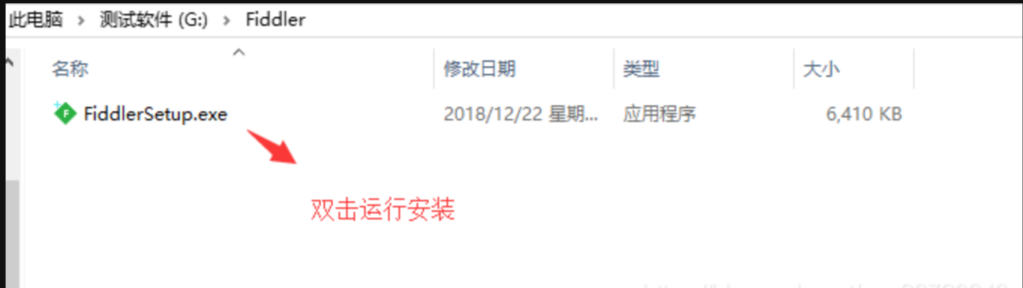 此电脑 › 测试软件 (G:) › Fiddler
名称 修改日期 类型 大小
FiddlerSetup.exe 2018/12/22 星期... 应用程序 6,410 KB
双击运行安装